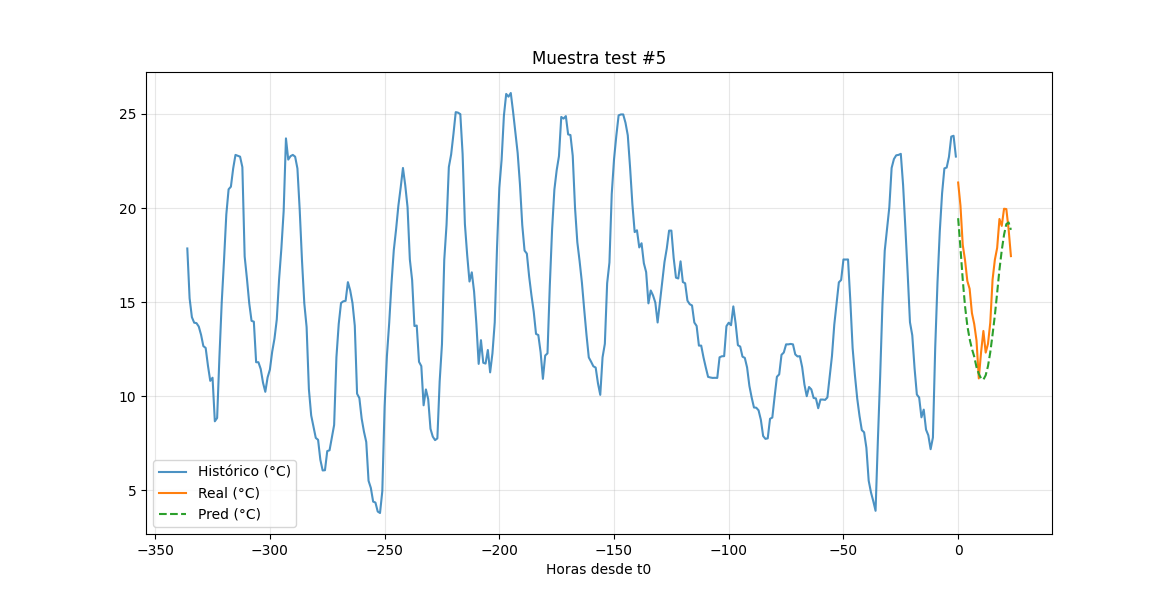 Muestra test #5
25
20
15
10
5
Histórico (°C)
Real (°C)
Pred (°C)
−350 −300 −250 −200 −150 −100 −50 0
Horas desde t0